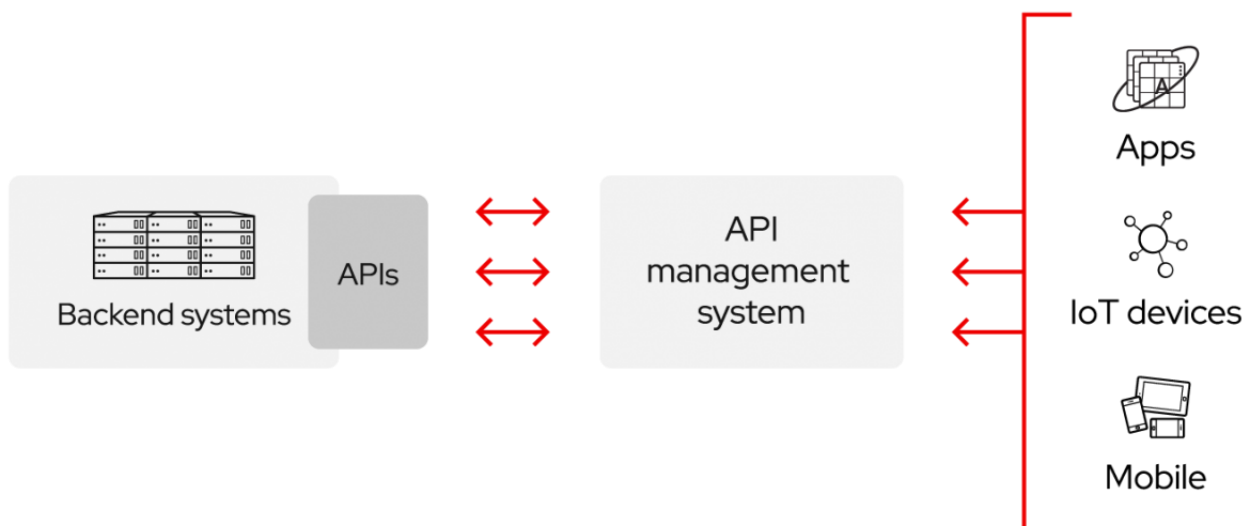 Backend systems
APIs
API
management
system
A
Apps
IoT devices
Mobile